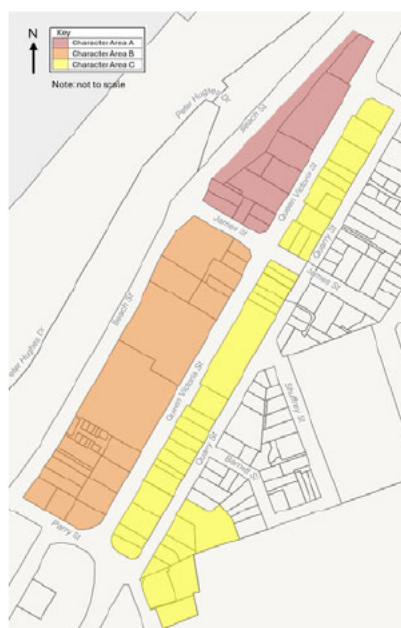 N
Key
Character Area A
Character Area B
Character Area C
Note: not to scale
Peter Hughes Dr
Beach St
Queen Victoria St
James St
Quarry St
James St
Beach St
Peter Hughes Dr
Queen Victoria St
Shuffrey St
Quarry St
Barnett St
Parry St